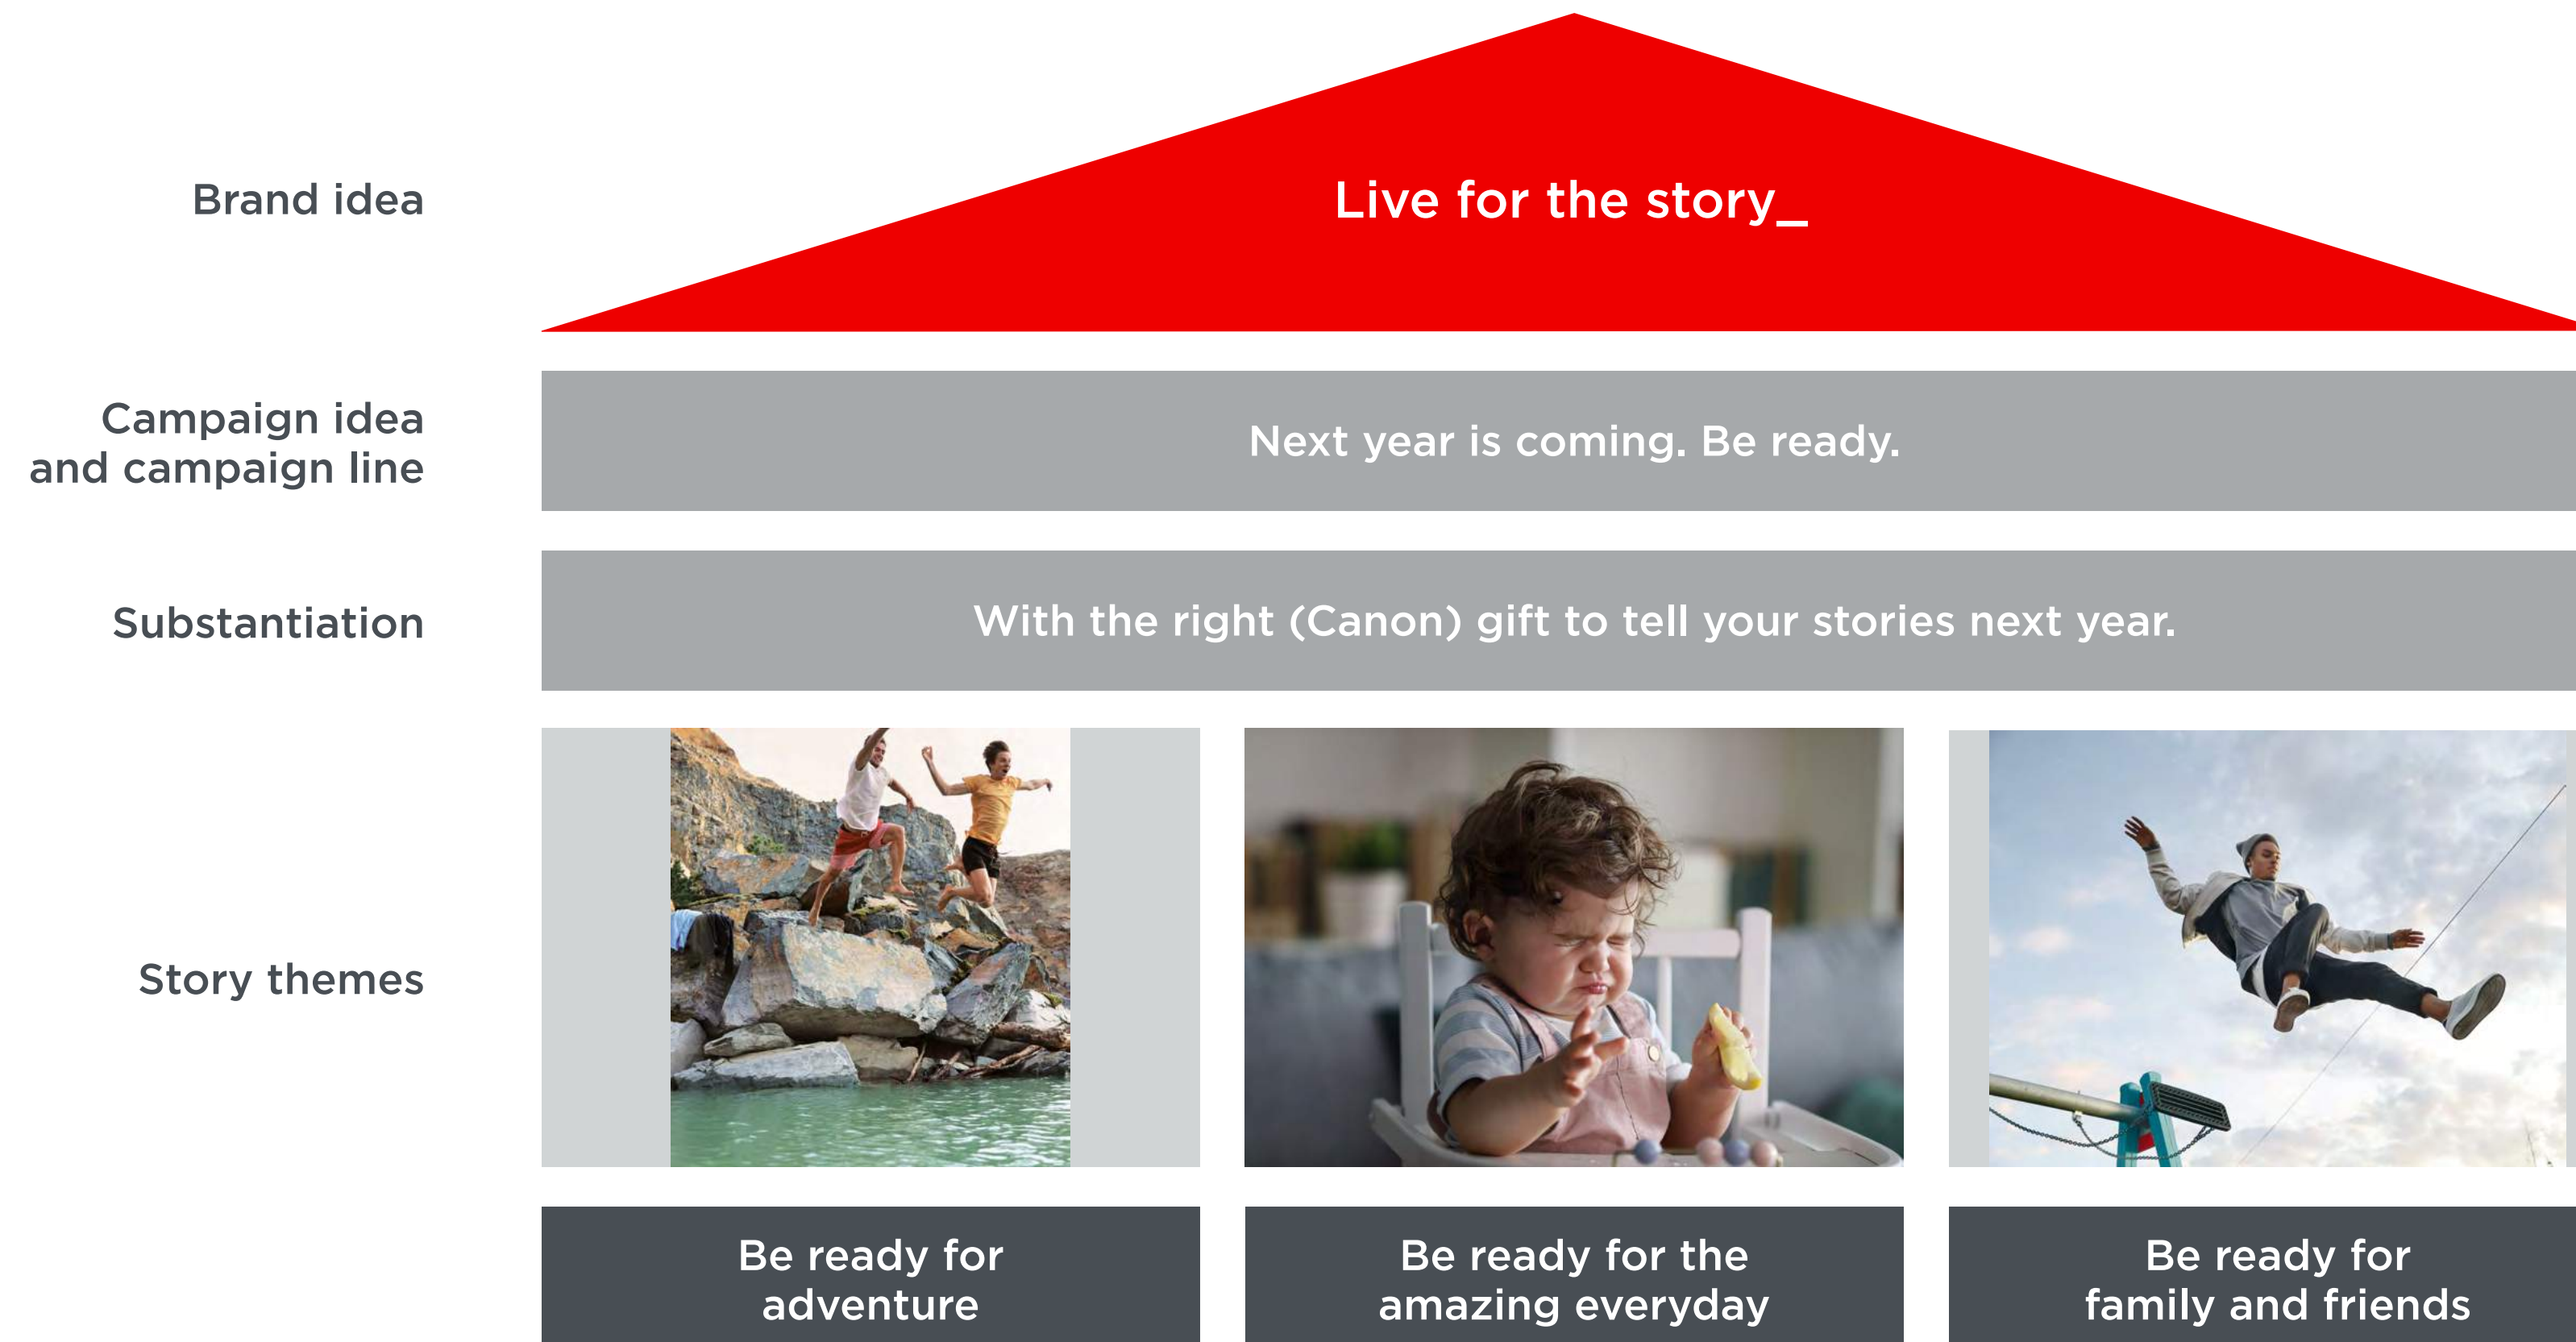 Brand idea
Live for the story_
Campaign idea
and campaign line
Next year is coming. Be ready.
Substantiation
With the right (Canon) gift to tell your stories next year.
Story themes
Be ready for
adventure
Be ready for the
amazing everyday
Be ready for
family and friends